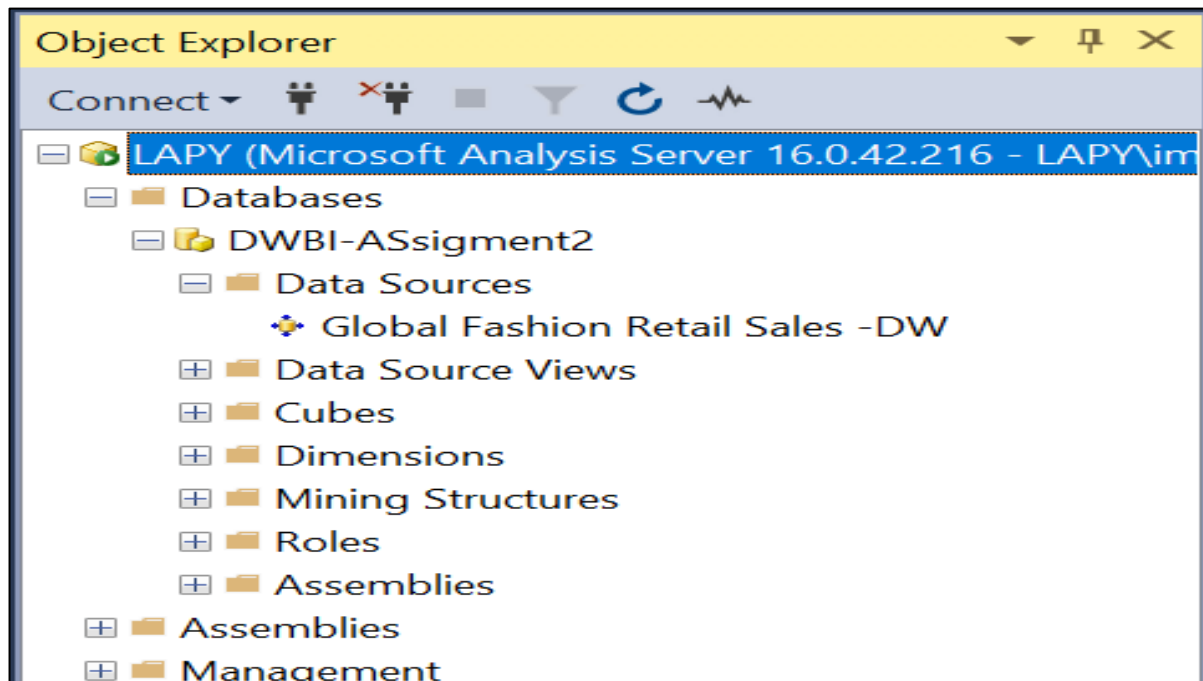 Object Explorer
Connect
LAPY (Microsoft Analysis Server 16.0.42.216 - LAPY\im
Databases
DWBI-ASsigment2
Data Sources
Global Fashion Retail Sales -DW
Data Source Views
Cubes
Dimensions
Mining Structures
Roles
Assemblies
Assemblies
Management